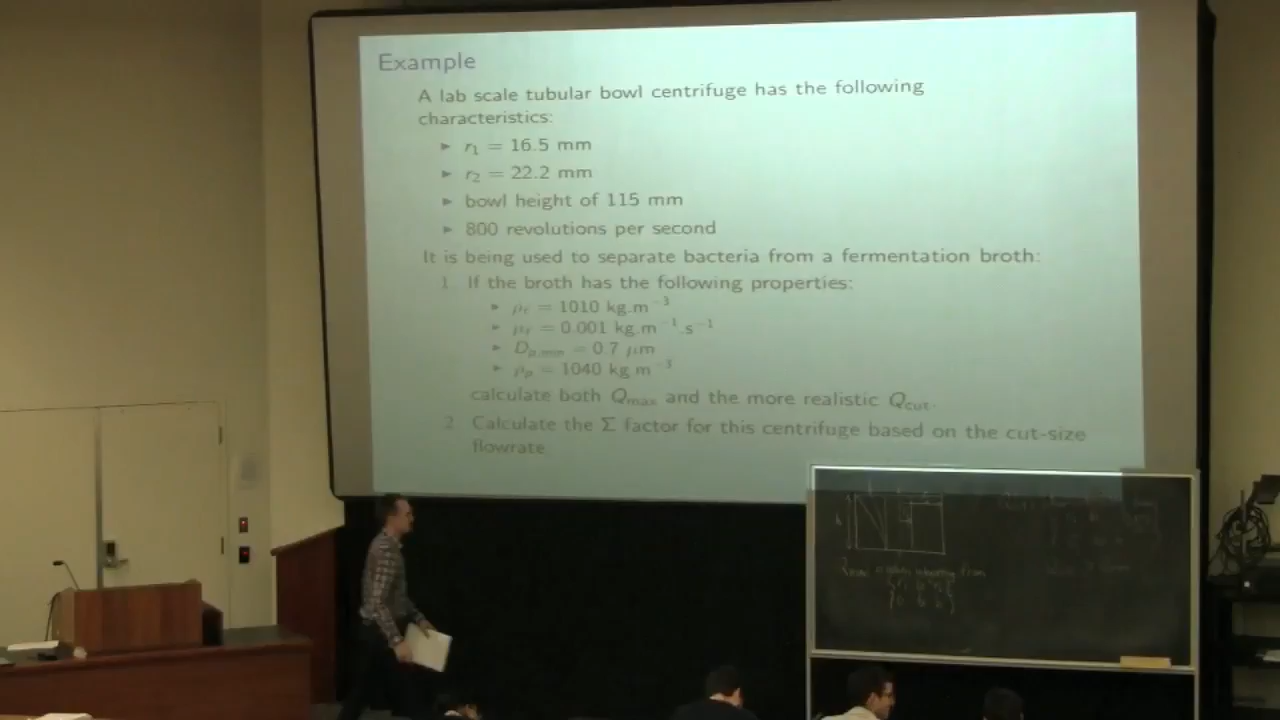 Example
A lab scale tubular bowl centrifuge has the following
characteristics:
► r₁ = 16.5 mm
► r₂ = 22.2 mm
► bowl height of 115 mm
► 800 revolutions per second
It is being used to separate bacteria from a fermentation broth:
1. If the broth has the following properties:
► ρf = 1010 kg.m⁻³
► μf = 0.001 kg.m⁻¹.s⁻¹
► Dp,min = 0.7 μm
► ρp = 1040 kg.m⁻³
calculate both Qmax and the more realistic Qcut.
2. Calculate the Σ factor for this centrifuge based on the cut-size
flowrate.